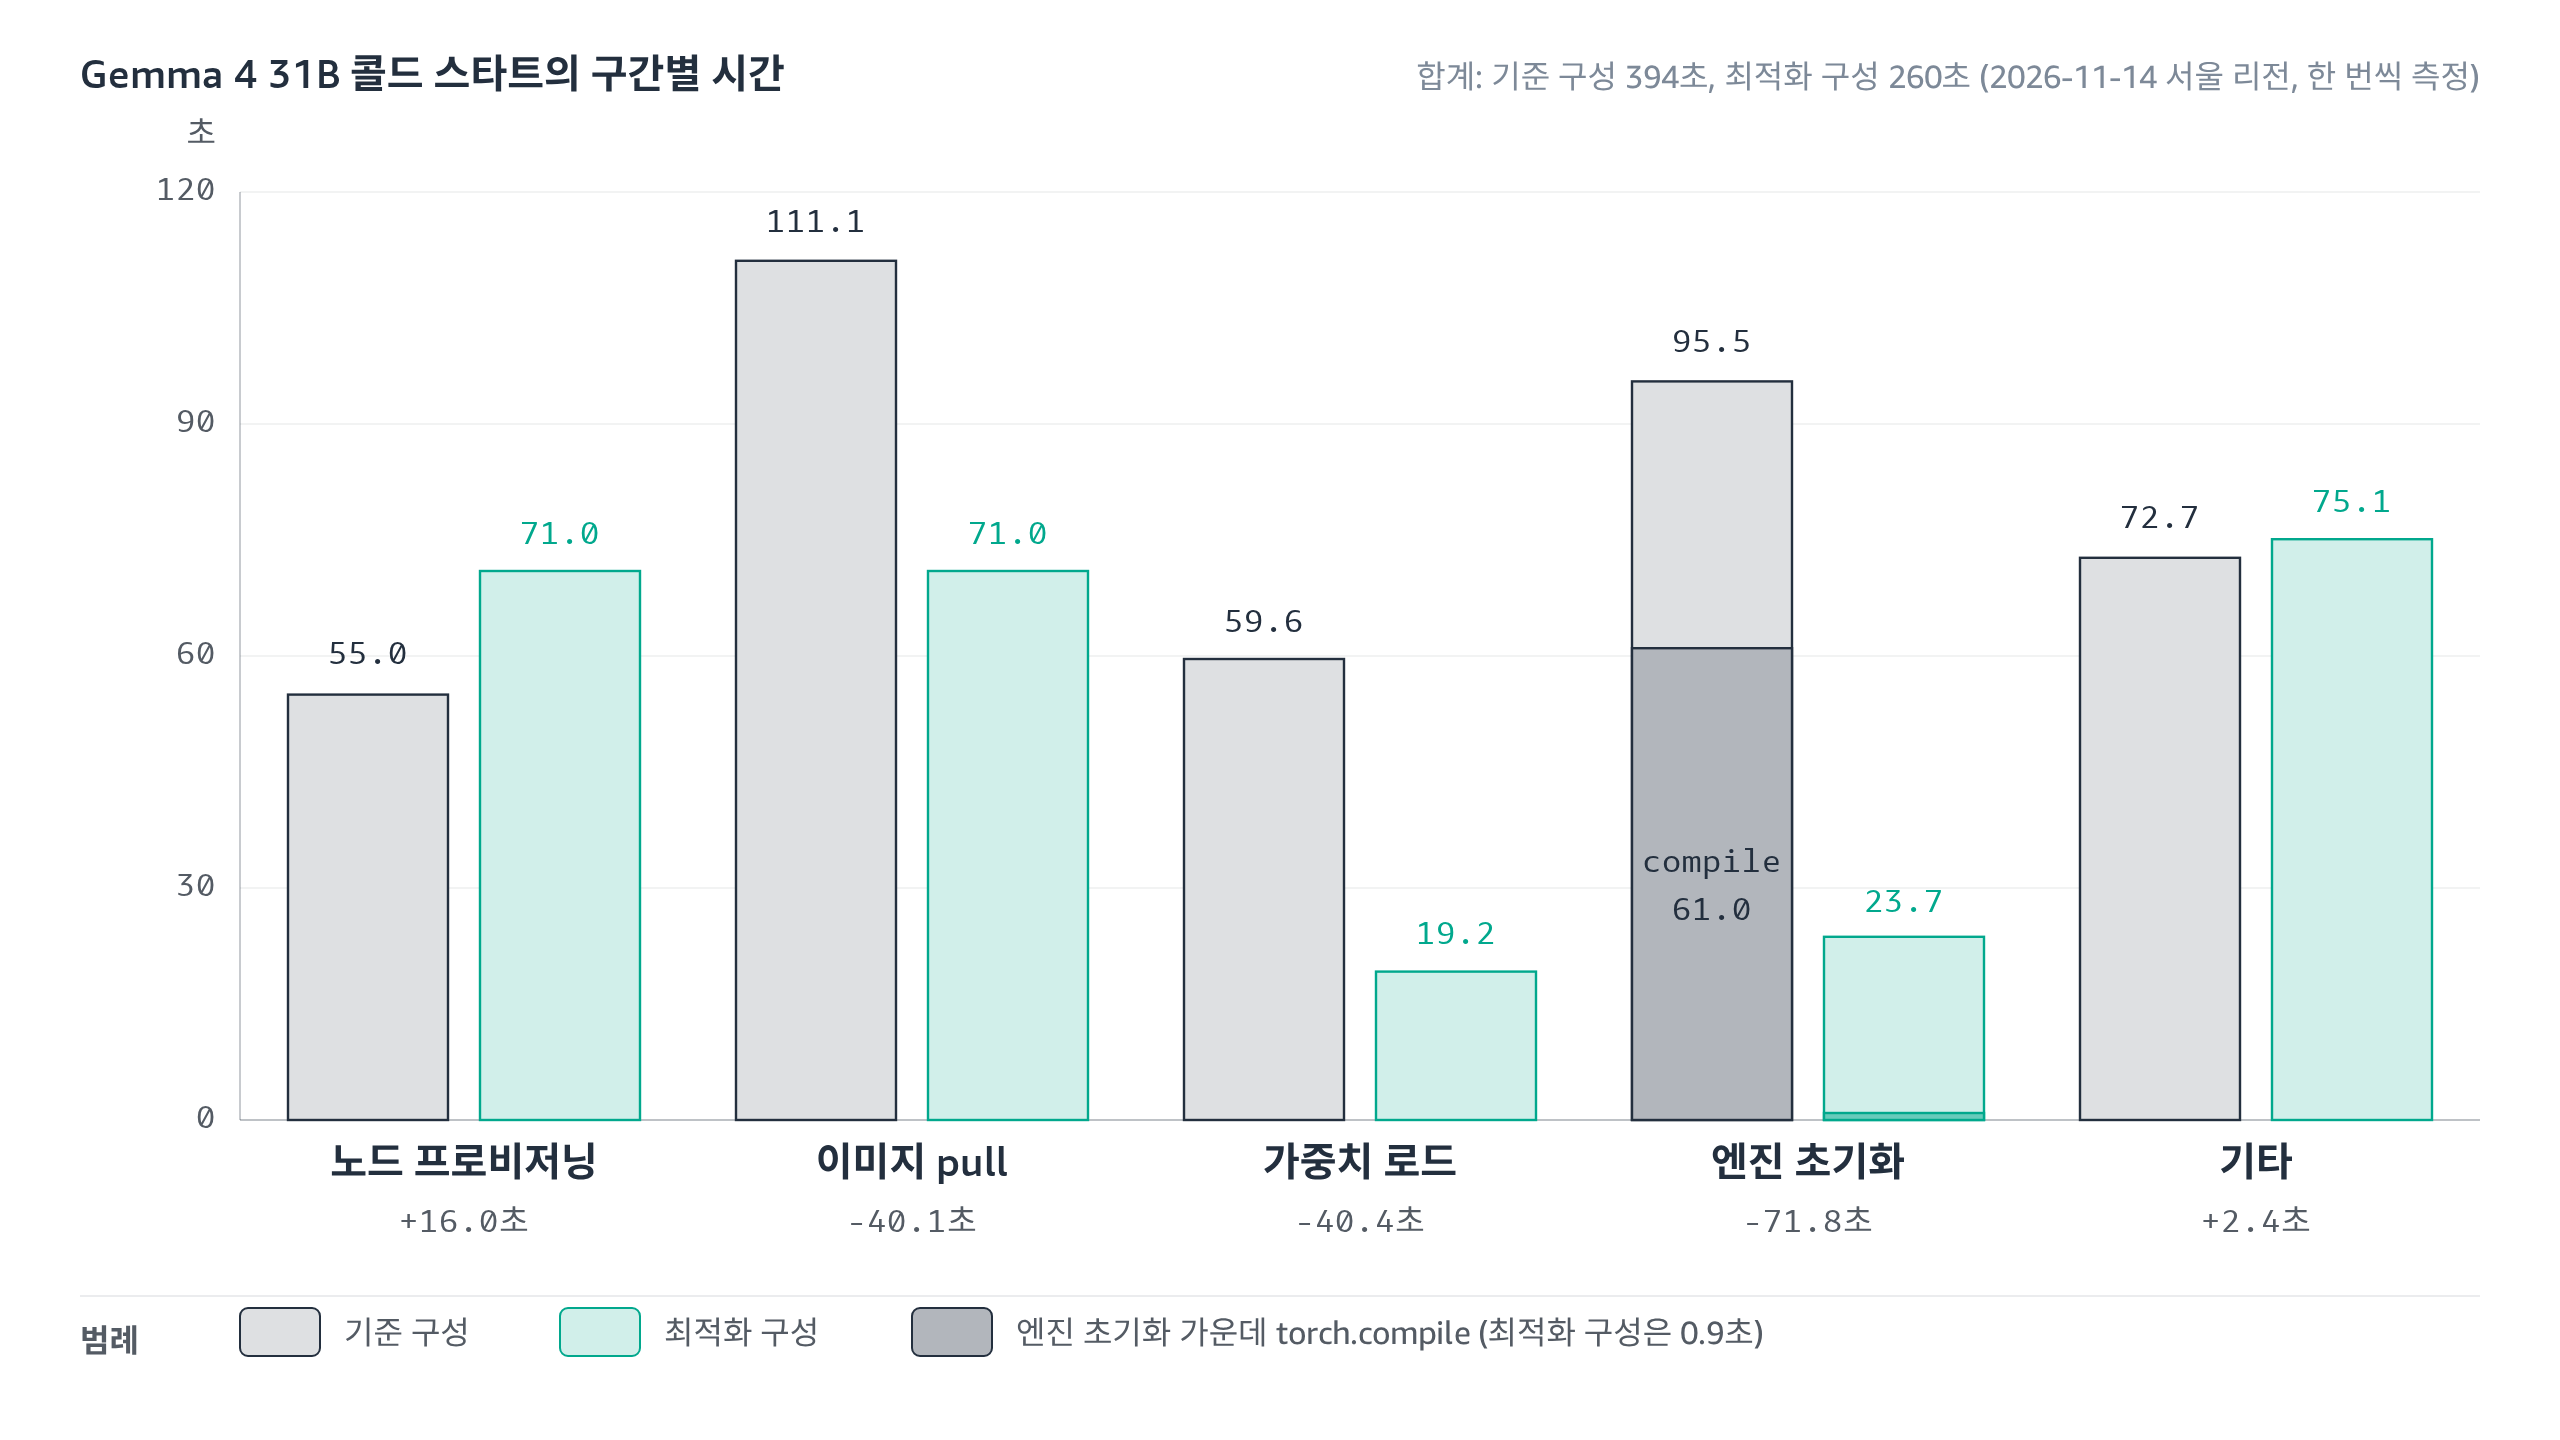 Gemma 4 31B 콜드 스타트의 구간별 시간
합계: 기준 구성 394초, 최적화 구성 260초 (2026-11-14 서울 리전, 한 번씩 측정)
초
120
90
60
30
0
55.0
71.0
111.1
71.0
59.6
19.2
95.5
compile
61.0
23.7
72.7
75.1
노드 프로비저닝
이미지 pull
가중치 로드
엔진 초기화
기타
+16.0초
-40.1초
-40.4초
-71.8초
+2.4초
범례
기준 구성
최적화 구성
엔진 초기화 가운데 torch.compile (최적화 구성은 0.9초)